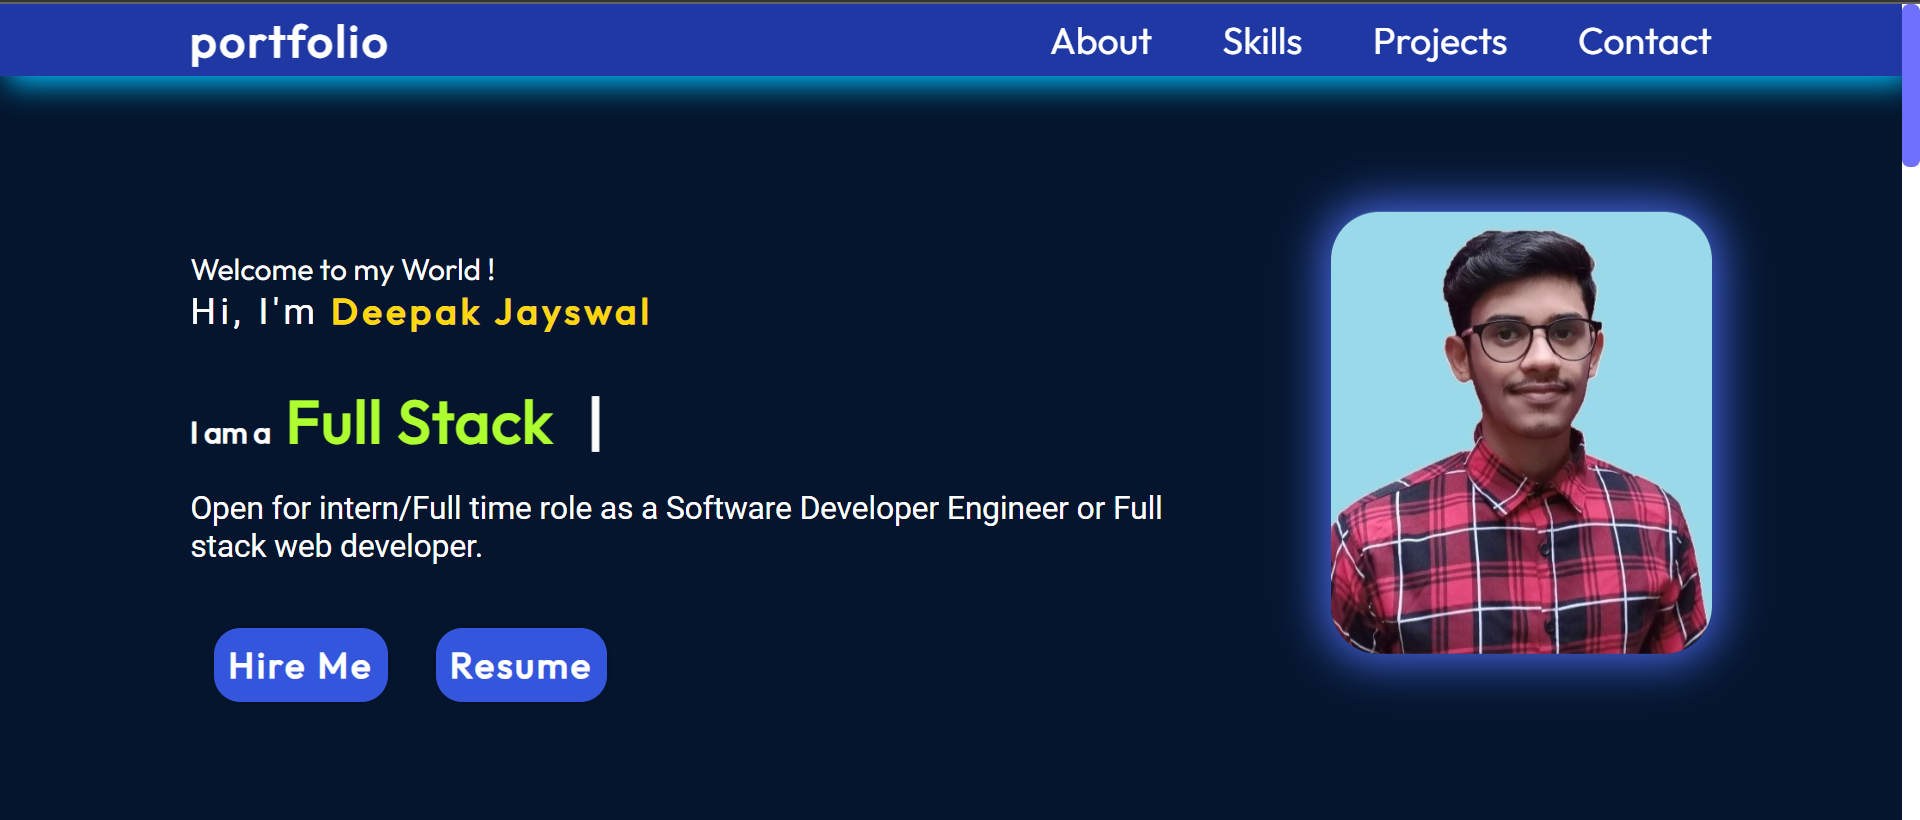 portfolio
About Skills Projects Contact
Welcome to my World !
Hi, I'm Deepak Jayswal
I am a Full Stack |
Open for intern/Full time role as a Software Developer Engineer or Full
stack web developer.
Hire Me Resume